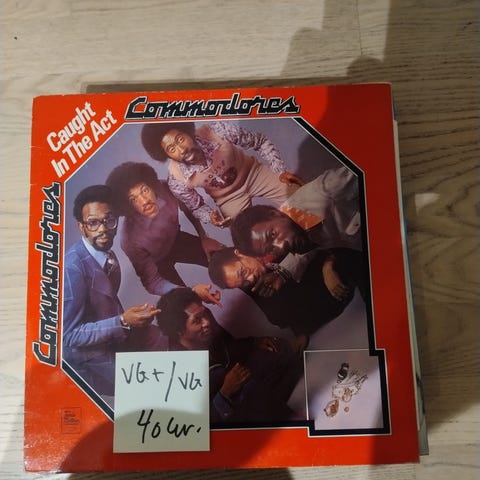 Caught
In The Act
Commodores
Commodores
VG+/VG
40 kr.